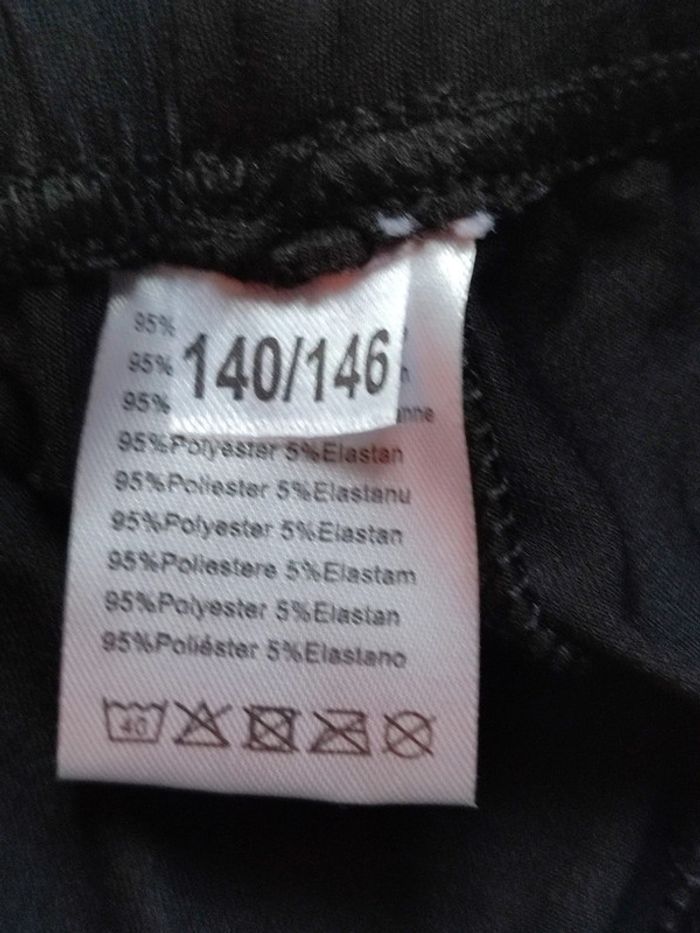 140/146
95%
95%
95% anne
95%Polyester 5%Elastan
95%Poliester 5%Elastanu
95%Polyester 5%Elastan
95%Poliestere 5%Elastam
95%Polyester 5%Elastan
95%Poliéster 5%Elastano
40